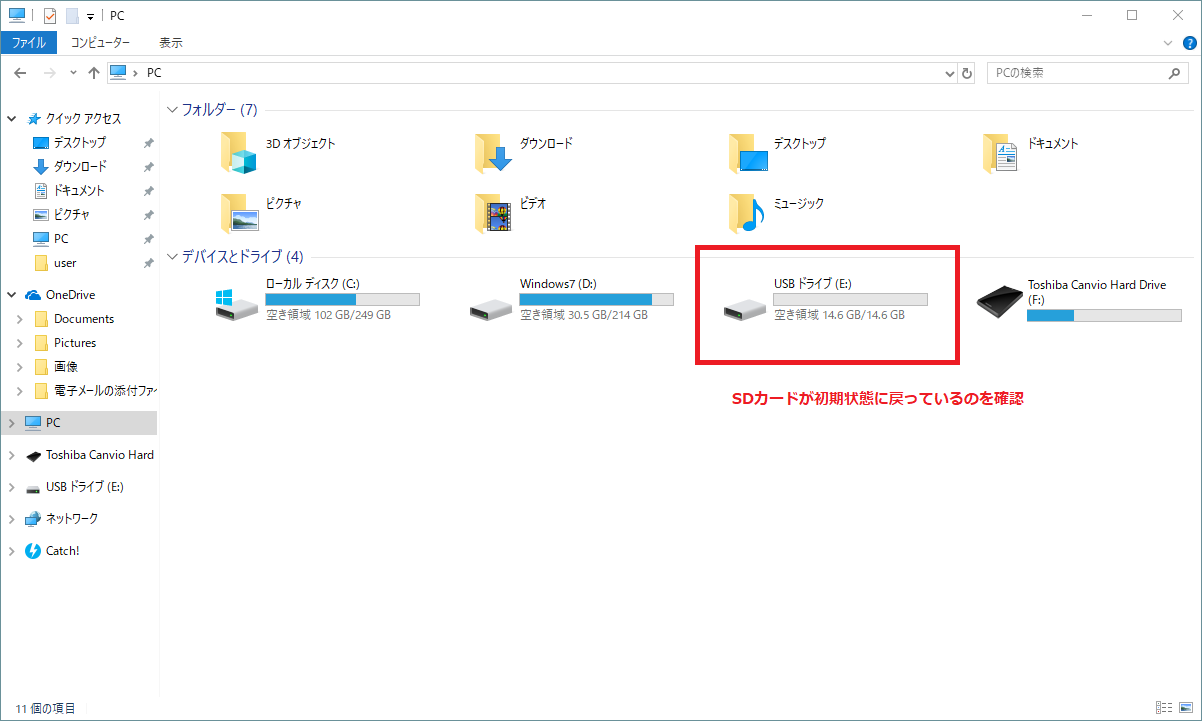 PC
ファイル
コンピューター
表示
PC
PCの検索
クイック アクセス
デスクトップ
ダウンロード
ドキュメント
ピクチャ
PC
user
OneDrive
Documents
Pictures
画像
電子メールの添付ファイ
PC
Toshiba Canvio Hard
USB ドライブ (E:)
ネットワーク
Catch!
フォルダー (7)
3D オブジェクト
ダウンロード
デスクトップ
ドキュメント
ピクチャ
ビデオ
ミュージック
デバイスとドライブ (4)
ローカル ディスク (C:)
空き領域 102 GB/249 GB
Windows7 (D:)
空き領域 30.5 GB/214 GB
USB ドライブ (E:)
空き領域 14.6 GB/14.6 GB
Toshiba Canvio Hard Drive
(F:)
SDカードが初期状態に戻っているのを確認
11 個の項目